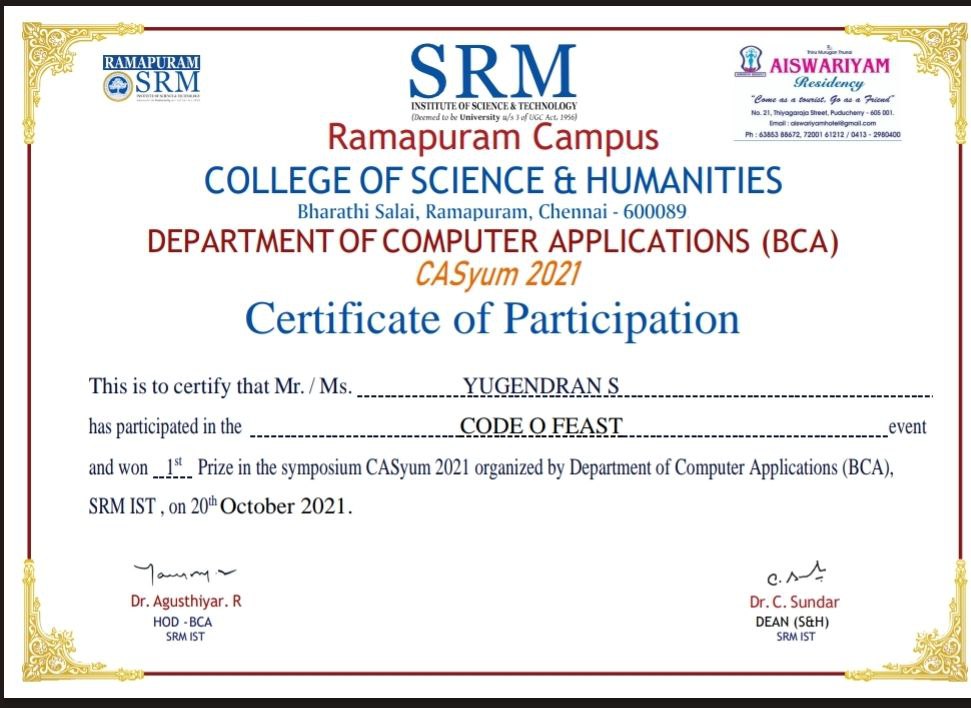 RAMAPURAM
SRM
INSTITUTE OF SCIENCE & TECHNOLOGY
SRM
INSTITUTE OF SCIENCE & TECHNOLOGY
(Deemed to be University u/s 3 of UGC Act, 1956)
Thiru Murugan Thunai
AISWARIYAM
Residency
"Come as a tourist, Go as a Friend"
No. 21, Thiyagaraja Street, Puducherry - 605 001.
Email : aiswariyamhotel@gmail.com
Ph : 63853 88672, 72001 61212 / 0413 - 2980400
Ramapuram Campus
COLLEGE OF SCIENCE & HUMANITIES
Bharathi Salai, Ramapuram, Chennai - 600089
DEPARTMENT OF COMPUTER APPLICATIONS (BCA)
CASyum 2021
Certificate of Participation
This is to certify that Mr. / Ms. YUGENDRAN S
has participated in the CODE O FEAST event
and won 1st Prize in the symposium CASyum 2021 organized by Department of Computer Applications (BCA),
SRM IST , on 20th October 2021.
Dr. Agusthiyar. R
HOD - BCA
SRM IST
C. S
Dr. C. Sundar
DEAN (S&H)
SRM IST